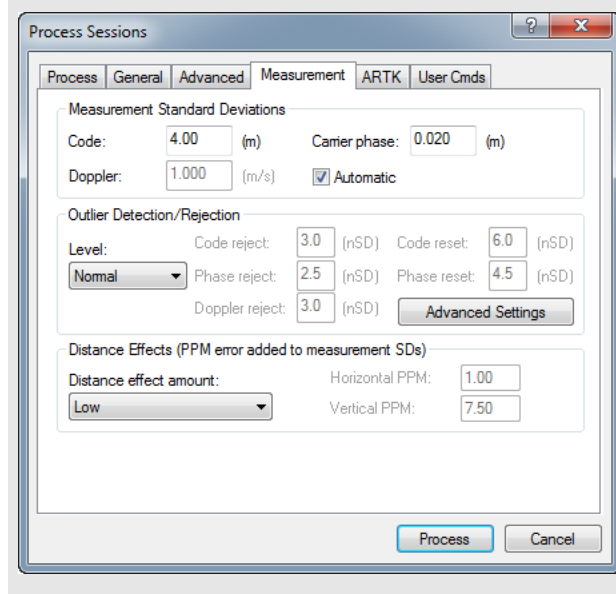 Process Sessions
Process General Advanced Measurement ARTK User Cmds
Measurement Standard Deviations
Code: 4.00 (m) Carrier phase: 0.020 (m)
Doppler: 1.000 (m/s) Automatic
Outlier Detection/Rejection
Level: Code reject: 3.0 (nSD) Code reset: 6.0 (nSD)
Normal Phase reject: 2.5 (nSD) Phase reset: 4.5 (nSD)
Doppler reject: 3.0 (nSD) Advanced Settings
Distance Effects (PPM error added to measurement SDs)
Distance effect amount: Horizontal PPM: 1.00
Low Vertical PPM: 7.50
Process Cancel